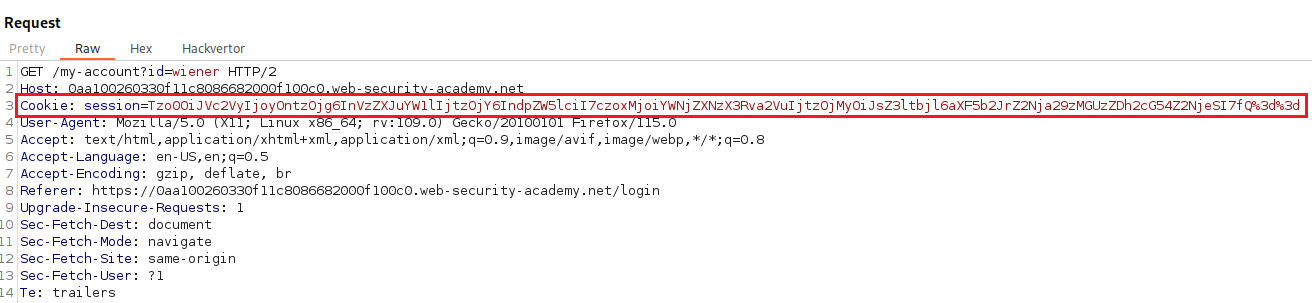 Request
Pretty Raw Hex Hackvertor
1 GET /my-account?id=wiener HTTP/2
2 Host: 0aa100260330f11c8086682000f100c0.web-security-academy.net
3 Cookie: session=Tzo0OiJVc2VyIjoyOntzOjg6InVzZXJuYW1lIjtzOjY6IndpZW5lciI7czoxMjoiYWNjZXNzX3Rva2VuIjtzOjMyOiJsZ3ltbjl6aXF5b2JrZ2Nja29zMGUzZDh2cG54Z2NjeSI7fQ%3d%3d
4 User-Agent: Mozilla/5.0 (X11; Linux x86_64; rv:109.0) Gecko/20100101 Firefox/115.0
5 Accept: text/html,application/xhtml+xml,application/xml;q=0.9,image/avif,image/webp,*/*;q=0.8
6 Accept-Language: en-US,en;q=0.5
7 Accept-Encoding: gzip, deflate, br
8 Referer: https://0aa100260330f11c8086682000f100c0.web-security-academy.net/login
9 Upgrade-Insecure-Requests: 1
10 Sec-Fetch-Dest: document
11 Sec-Fetch-Mode: navigate
12 Sec-Fetch-Site: same-origin
13 Sec-Fetch-User: ?1
14 Te: trailers